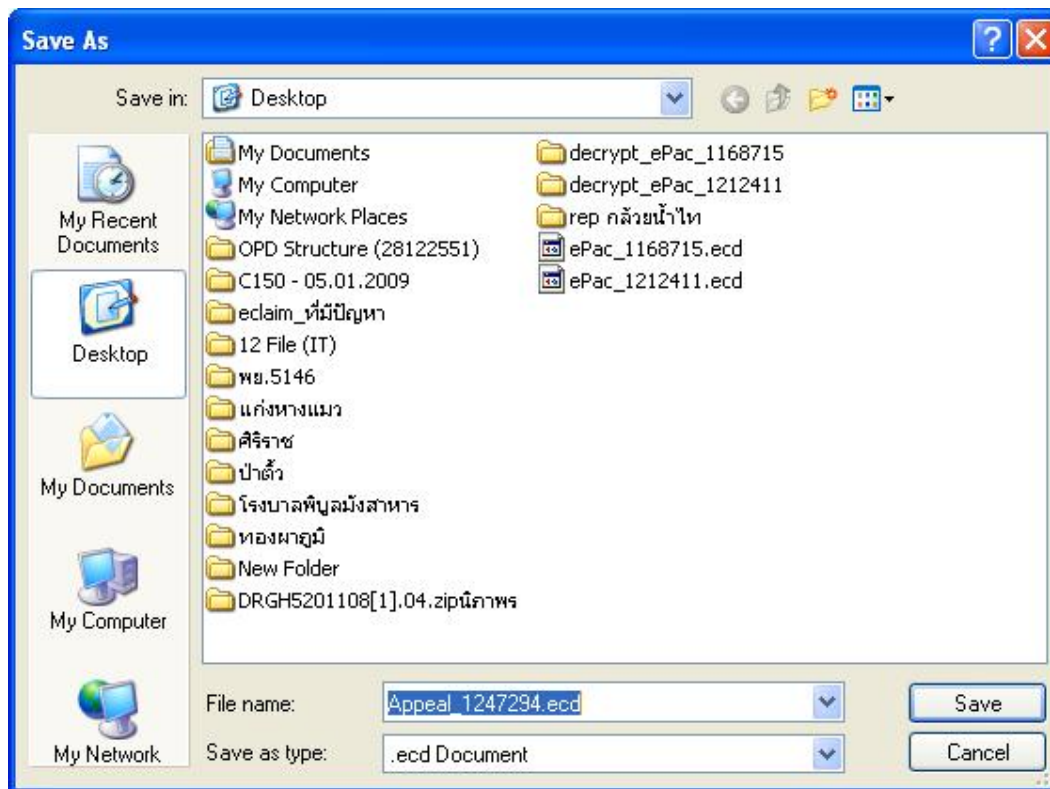 Save As
Save in:
Desktop
My Recent
Documents
Desktop
My Documents
My Computer
My Network
My Documents
My Computer
My Network Places
OPD Structure (28122551)
C150 - 05.01.2009
eclaim_ที่มีปัญหา
12 File (IT)
พย.5146
แก่งหางแมว
ศิริราช
ป่าติ้ว
โรงบาลพิบูลมังสาหาร
ทองผาภูมิ
New Folder
DRGH5201108[1].04.zipนิภาพร
decrypt_ePac_1168715
decrypt_ePac_1212411
rep กล้วยน้ำไท
ePac_1168715.ecd
ePac_1212411.ecd
File name:
Appeal_1247294.ecd
Save
Save as type:
.ecd Document
Cancel